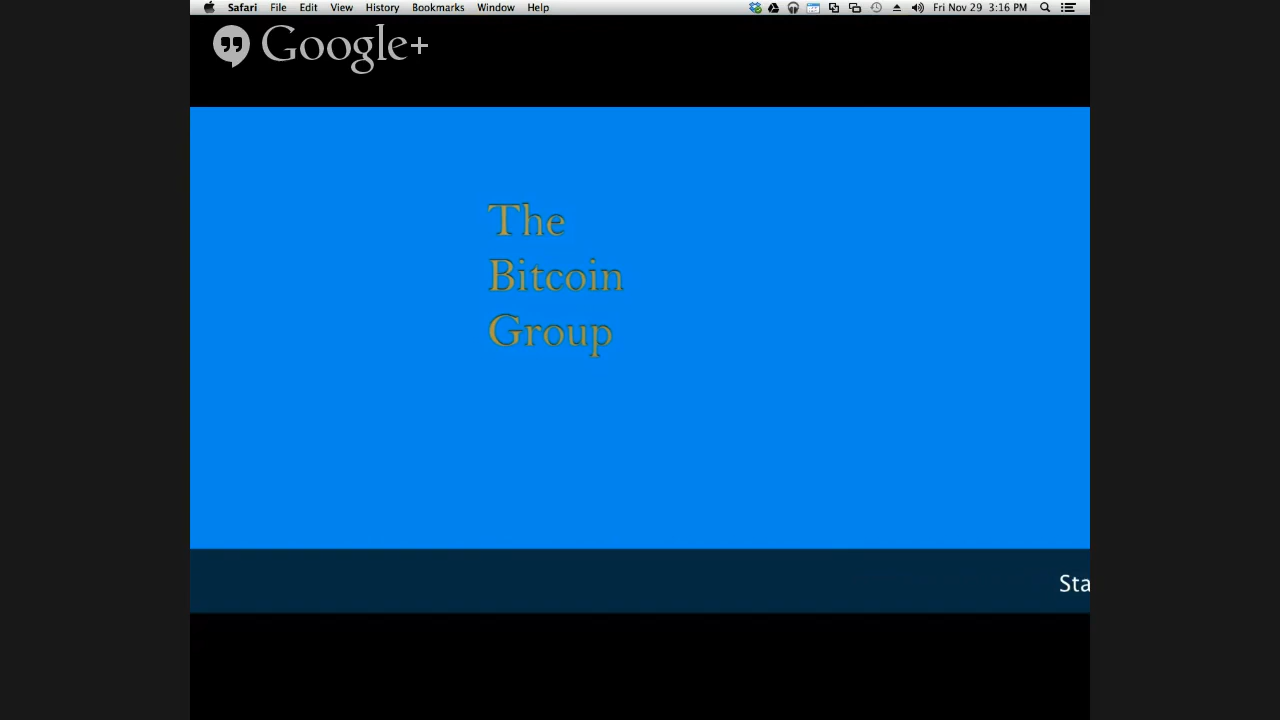 Safari File Edit View History Bookmarks Window Help Fri Nov 29 3:16 PM
Google+
The
Bitcoin
Group
Sta